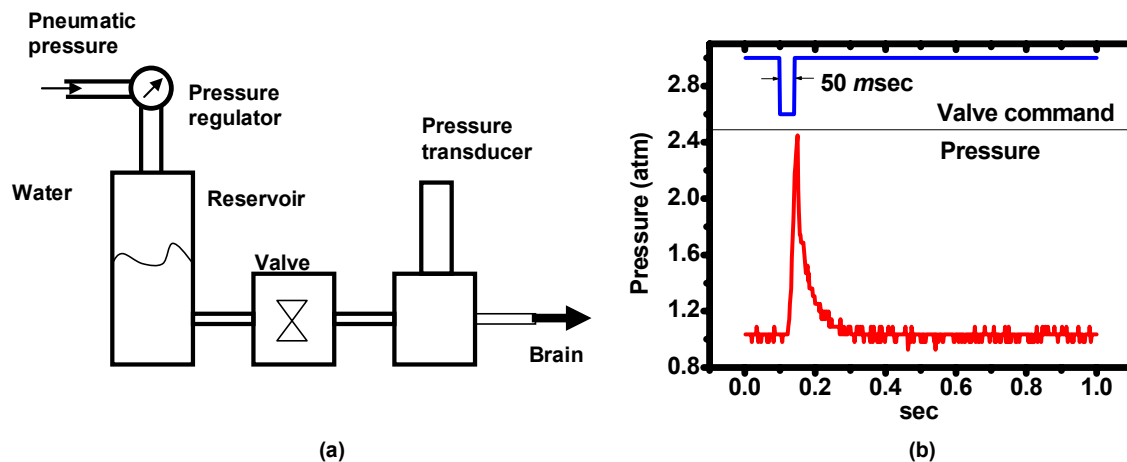 Pneumatic
pressure
Pressure
regulator
Pressure
transducer
Water
Reservoir
Valve
Brain
(a)
2.8
2.4
2.0
1.6
1.2
0.8
Pressure (atm)
50 msec
Valve command
Pressure
0.0 0.2 0.4 0.6 0.8 1.0
sec
(b)